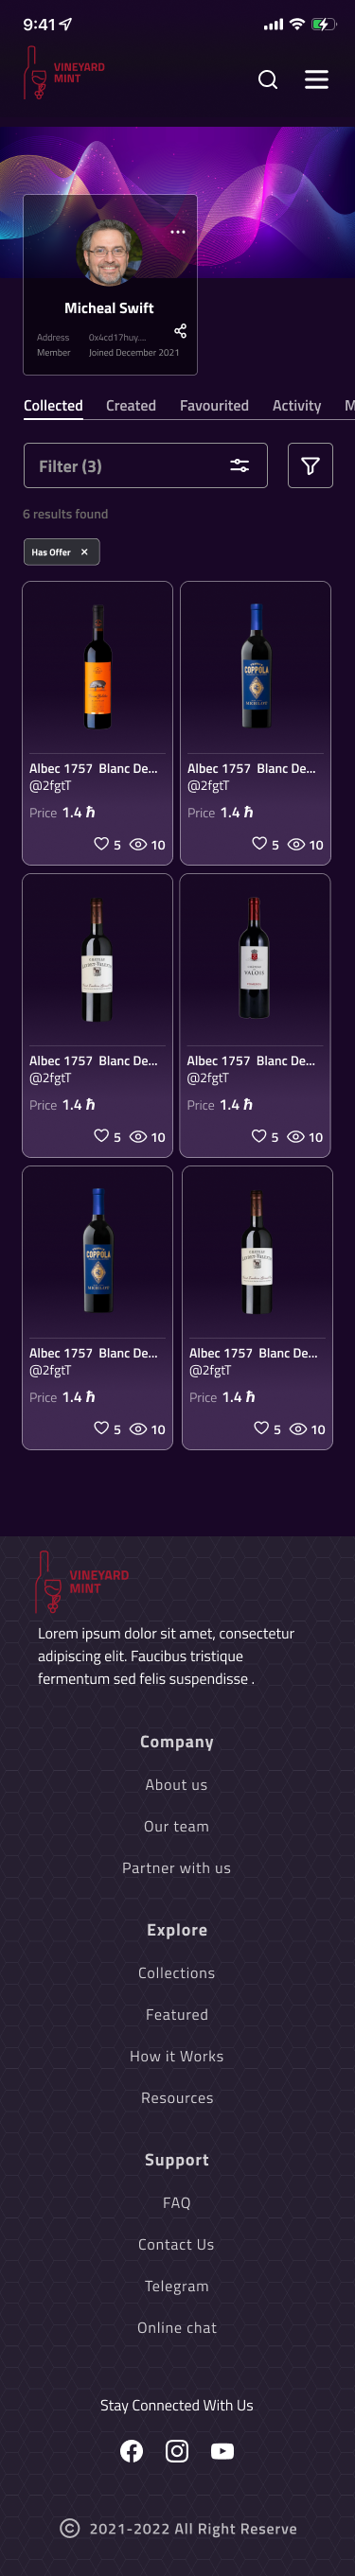 9:41
VINEYARD
MINT
Micheal Swift
Address 0x4cd17huy....
Member Joined December 2021
Collected Created Favourited Activity M
Filter (3)
6 results found
Has Offer ×
COPPOLA
MERLOT
Albec 1757 Blanc De... Albec 1757 Blanc De...
@2fgtT @2fgtT
Price 1.4 ℏ Price 1.4 ℏ
5 10 5 10
VALOIS
Albec 1757 Blanc De... Albec 1757 Blanc De...
@2fgtT @2fgtT
Price 1.4 ℏ Price 1.4 ℏ
5 10 5 10
COPPOLA
MERLOT
Albec 1757 Blanc De... Albec 1757 Blanc De...
@2fgtT @2fgtT
Price 1.4 ℏ Price 1.4 ℏ
5 10 5 10
VINEYARD
MINT
Lorem ipsum dolor sit amet, consectetur
adipiscing elit. Faucibus tristique
fermentum sed felis suspendisse .
Company
About us
Our team
Partner with us
Explore
Collections
Featured
How it Works
Resources
Support
FAQ
Contact Us
Telegram
Online chat
Stay Connected With Us
© 2021-2022 All Right Reserve